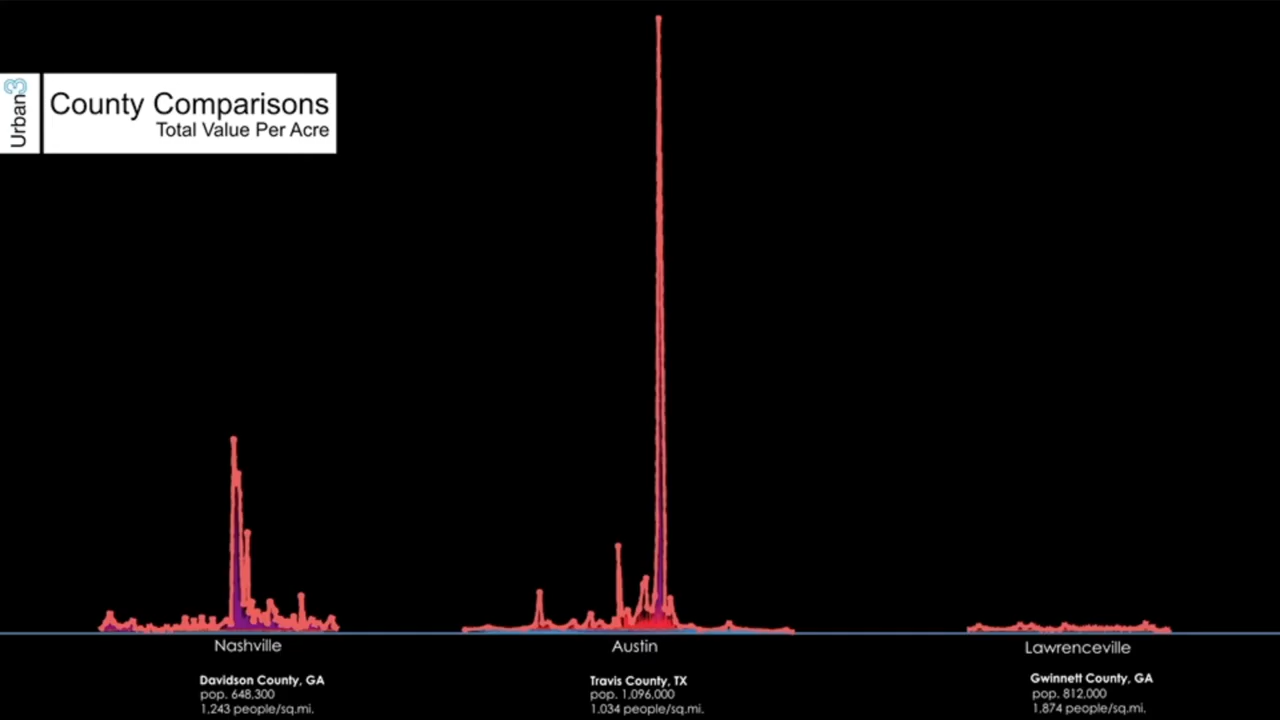 Urban3
County Comparisons
Total Value Per Acre
Nashville
Austin
Lawrenceville
Davidson County, GA
pop. 648,300
1,243 people/sq.mi.
Travis County, TX
pop. 1,096,000
1,034 people/sq.mi.
Gwinnett County, GA
pop. 812,000
1,874 people/sq.mi.